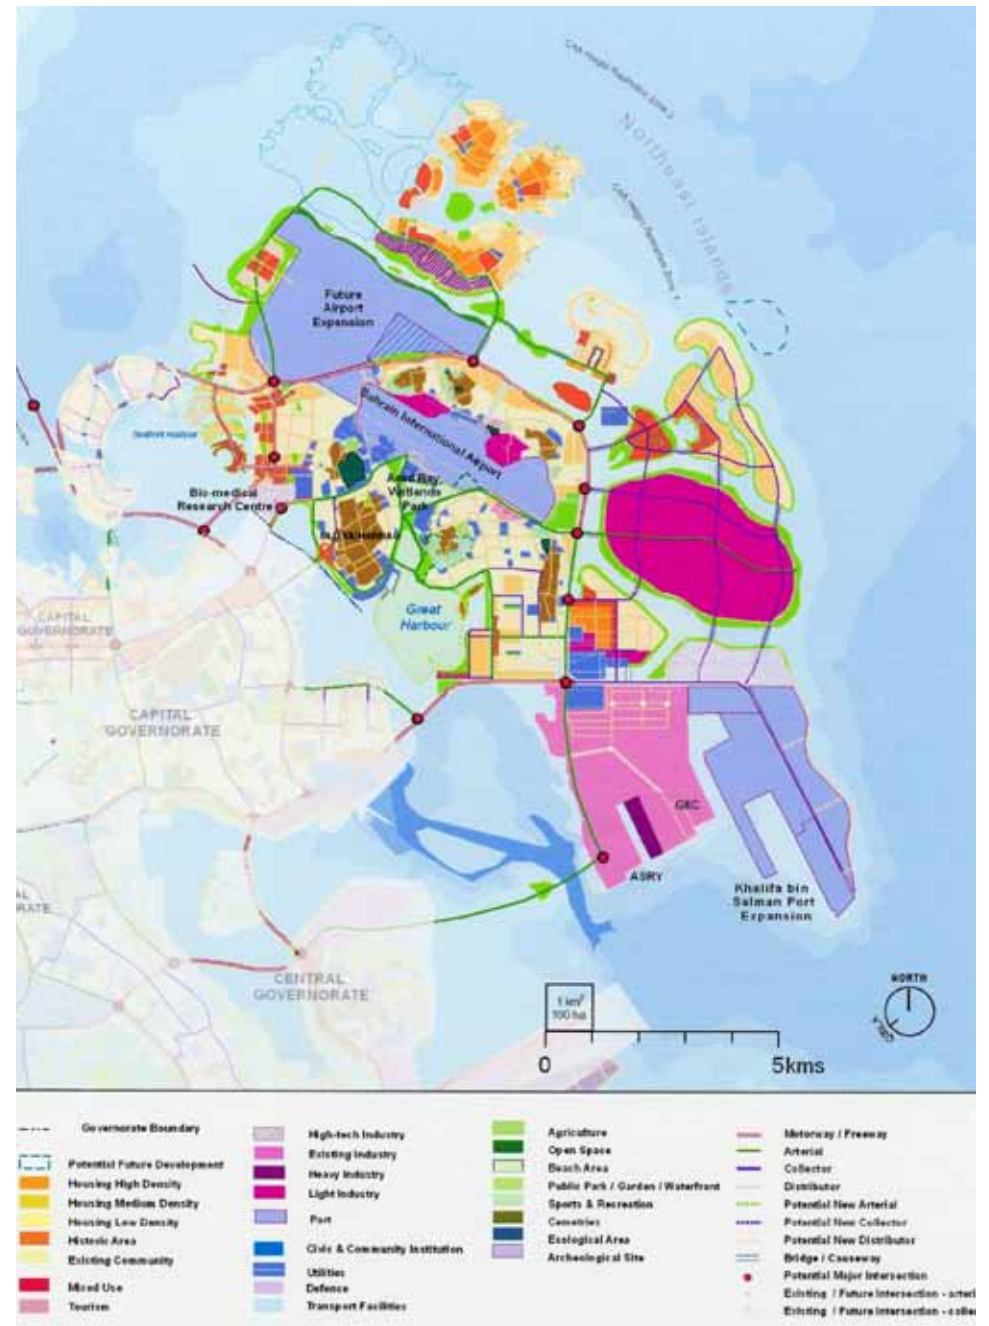 Northeast Islands
Future
Airport
Expansion
Bahrain International Airport
Bio-medical
Research Centre
Wetlands
Park
Great
Harbour
CAPITAL
GOVERNORATE
CAPITAL
GOVERNORATE
GIIC
ASRY
Khalifa bin
Salman Port
Expansion
CENTRAL
GOVERNORATE
NORTH
1 km²
100 ha
0
5kms
Governorate Boundary
Potential Future Development
Housing High Density
Housing Medium Density
Housing Low Density
Historic Area
Existing Community
Mixed Use
Tourism
High-tech Industry
Existing Industry
Heavy Industry
Light Industry
Port
Civic & Community Institution
Utilities
Defence
Transport Facilities
Agriculture
Open Space
Beach Area
Public Park / Garden / Waterfront
Sports & Recreation
Cemetries
Ecological Area
Archeological Site
Motorway / Freeway
Arterial
Collector
Distributor
Potential New Arterial
Potential New Collector
Potential New Distributor
Bridge / Causeway
Potential Major Intersection
Existing / Future Intersection - arteri
Existing / Future Intersection - collec